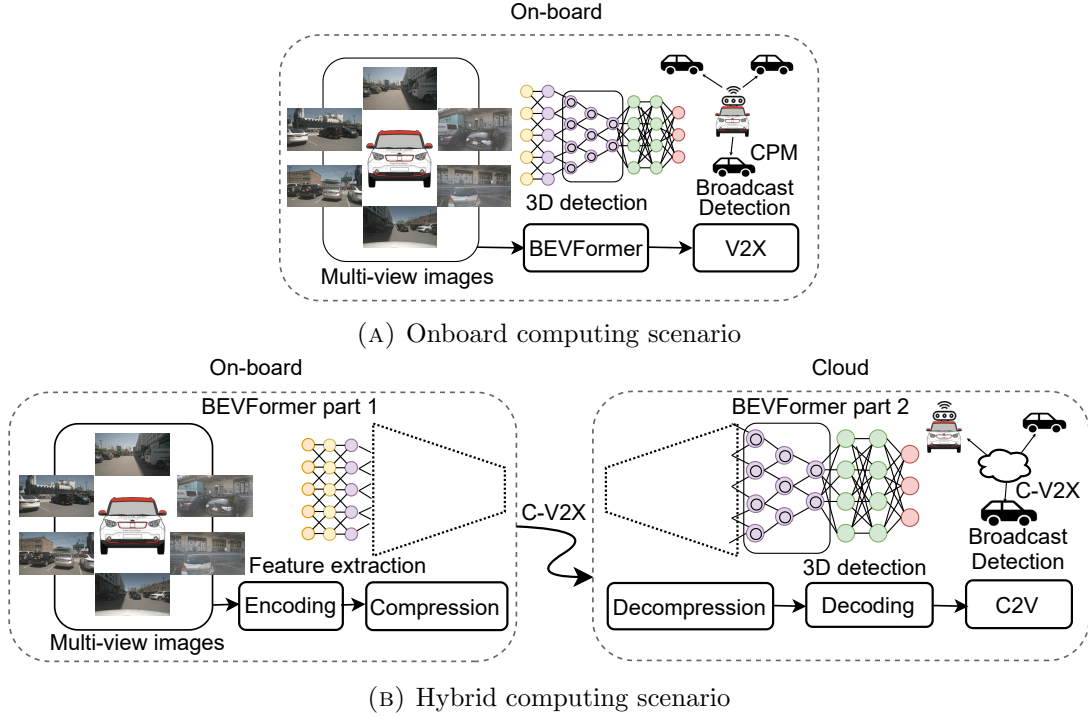 On-board
CPM
Broadcast
Detection
3D detection
BEVFormer
V2X
Multi-view images
(A) Onboard computing scenario
On-board
Cloud
BEVFormer part 1
BEVFormer part 2
C-V2X
C-V2X
Broadcast
Detection
Feature extraction
3D detection
Encoding
Compression
Decompression
Decoding
C2V
Multi-view images
(B) Hybrid computing scenario